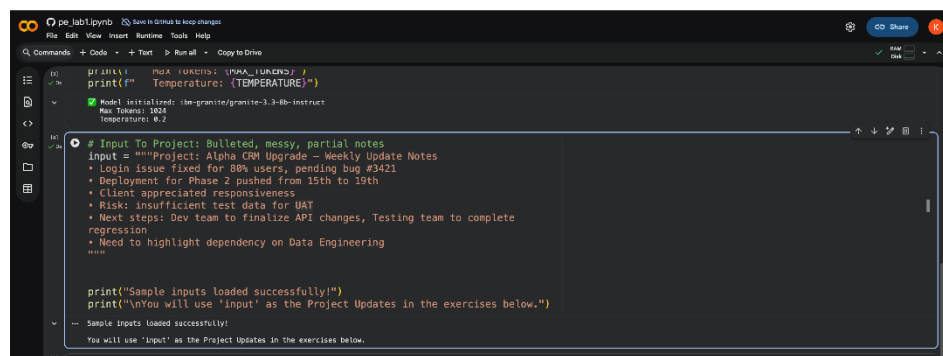 pe_lab1.ipynb Save in GitHub to keep changes
File Edit View Insert Runtime Tools Help
Share
K
Commands + Code + Text Run all Copy to Drive
RAM
Disk
[3]
print(f" Max Tokens: {MAX_TOKENS}")
print(f" Temperature: {TEMPERATURE}")
Model initialized: ibm-granite/granite-3.3-8b-instruct
Max Tokens: 1024
Temperature: 0.2
# Input To Project: Bulleted, messy, partial notes
input = """Project: Alpha CRM Upgrade – Weekly Update Notes
• Login issue fixed for 80% users, pending bug #3421
• Deployment for Phase 2 pushed from 15th to 19th
• Client appreciated responsiveness
• Risk: insufficient test data for UAT
• Next steps: Dev team to finalize API changes, Testing team to complete
regression
• Need to highlight dependency on Data Engineering
"""
print("Sample inputs loaded successfully!")
print("\nYou will use 'input' as the Project Updates in the exercises below.")
Sample inputs loaded successfully!
You will use 'input' as the Project Updates in the exercises below.